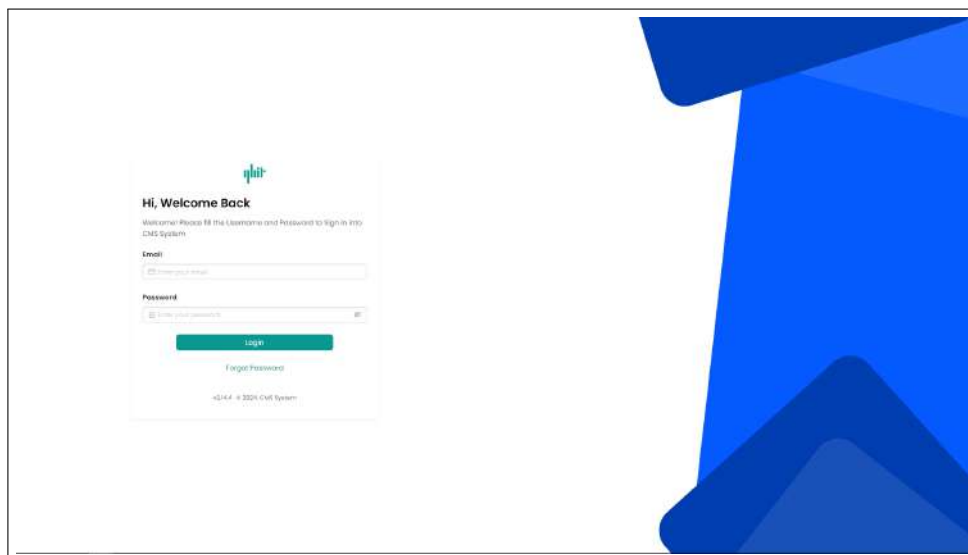 qhit
Hi, Welcome Back
Welcome! Please fill the Username and Password to Sign in into
CMS System
Email
Enter your email
Password
Enter your password
Login
Forgot Password
© 2024 CMS System